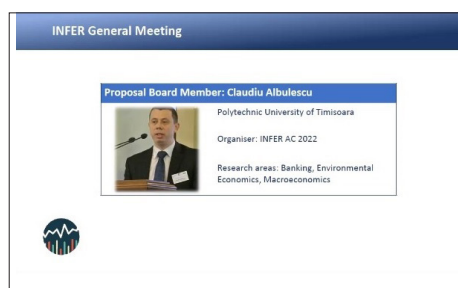 INFER General Meeting
Proposal Board Member: Claudiu Albulescu
Polytechnic University of Timisoara
Organiser: INFER AC 2022
Research areas: Banking, Environmental
Economics, Macroeconomics